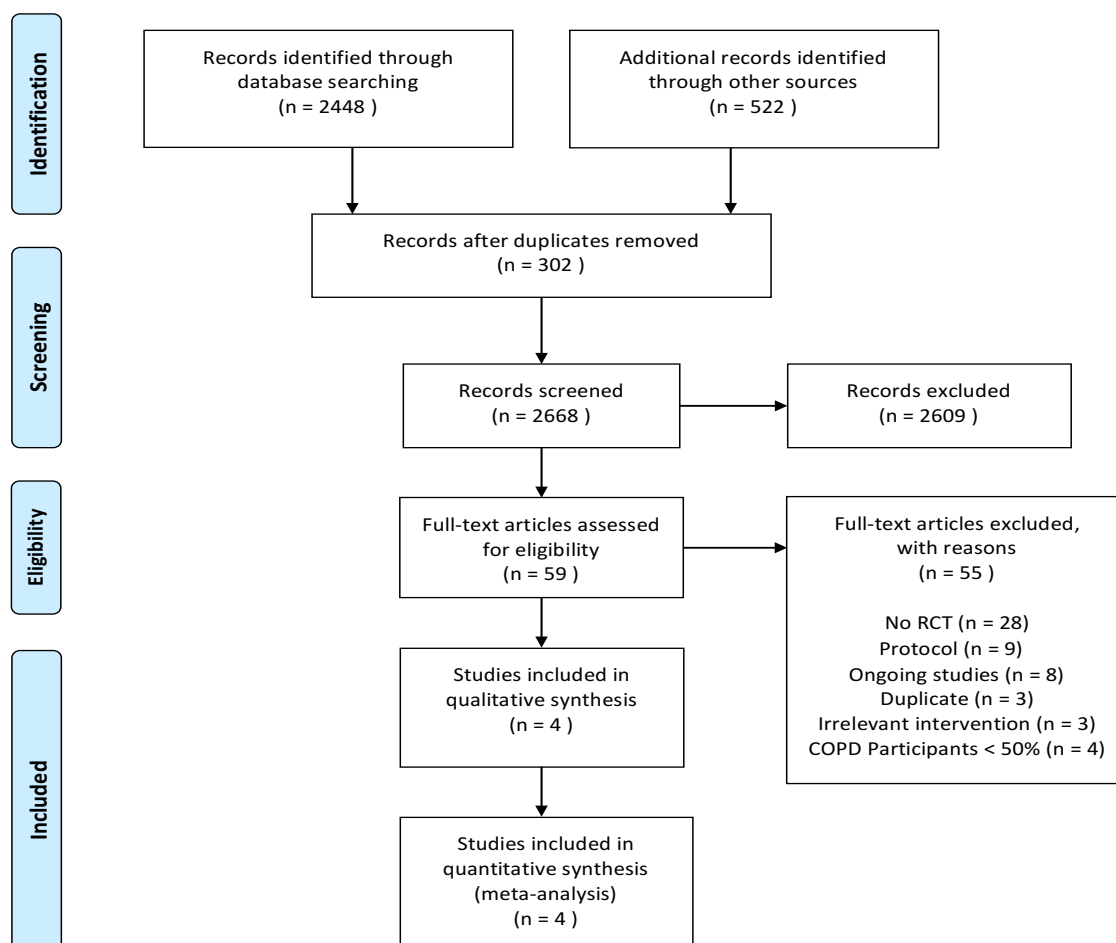 Identification
Records identified through
database searching
(n = 2448 )
Additional records identified
through other sources
(n = 522 )
Records after duplicates removed
(n = 302 )
Screening
Records screened
(n = 2668 )
Records excluded
(n = 2609 )
Eligibility
Full-text articles assessed
for eligibility
(n = 59 )
Full-text articles excluded,
with reasons
(n = 55 )
No RCT (n = 28)
Protocol (n = 9)
Ongoing studies (n = 8)
Duplicate (n = 3)
Irrelevant intervention (n = 3)
COPD Participants < 50% (n = 4)
Included
Studies included in
qualitative synthesis
(n = 4 )
Studies included in
quantitative synthesis
(meta-analysis)
(n = 4 )